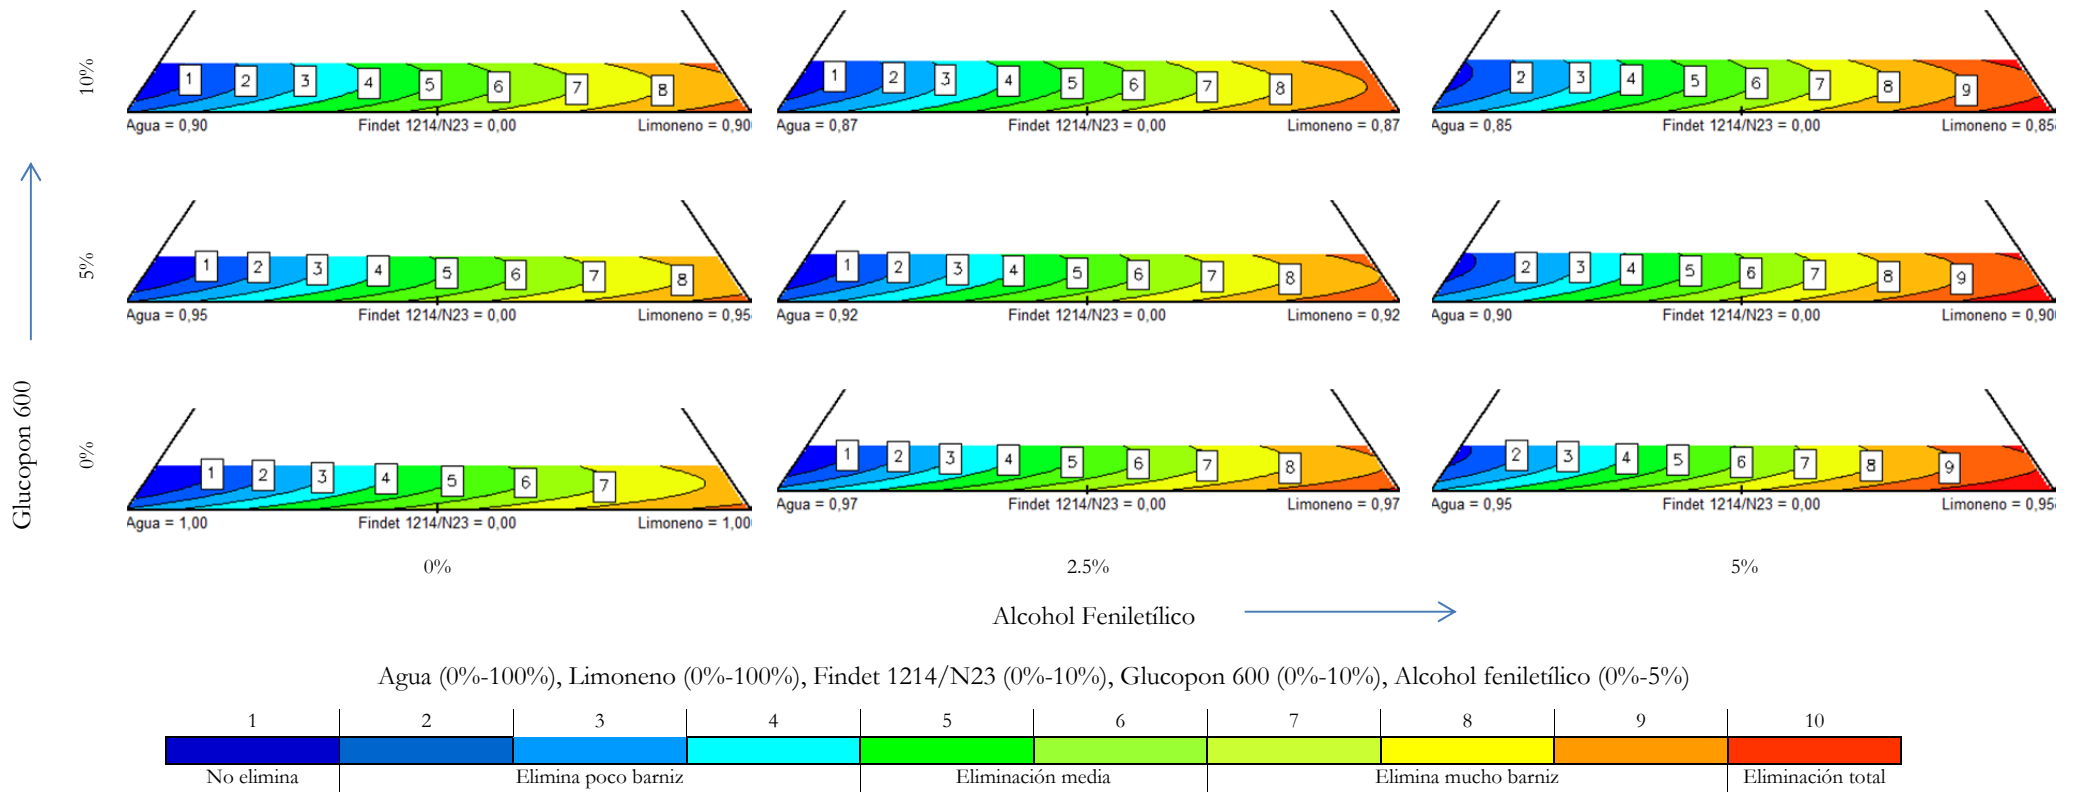 10%
1 2 3 4 5 6 7 8
Agua = 0,90 Findet 1214/N23 = 0,00 Limoneno = 0,90
1 2 3 4 5 6 7 8
Agua = 0,87 Findet 1214/N23 = 0,00 Limoneno = 0,87
2 3 4 5 6 7 8 9
Agua = 0,85 Findet 1214/N23 = 0,00 Limoneno = 0,85
5%
1 2 3 4 5 6 7 8
Agua = 0,95 Findet 1214/N23 = 0,00 Limoneno = 0,95
1 2 3 4 5 6 7 8
Agua = 0,92 Findet 1214/N23 = 0,00 Limoneno = 0,92
2 3 4 5 6 7 8 9
Agua = 0,90 Findet 1214/N23 = 0,00 Limoneno = 0,90
Glucopon 600
0%
1 2 3 4 5 6 7
Agua = 1,00 Findet 1214/N23 = 0,00 Limoneno = 1,00
1 2 3 4 5 6 7 8
Agua = 0,97 Findet 1214/N23 = 0,00 Limoneno = 0,97
2 3 4 5 6 7 8 9
Agua = 0,95 Findet 1214/N23 = 0,00 Limoneno = 0,95
0% 2.5% 5%
Alcohol Feniletílico
Agua (0%-100%), Limoneno (0%-100%), Findet 1214/N23 (0%-10%), Glucopon 600 (0%-10%), Alcohol feniletílico (0%-5%)
1 2 3 4 5 6 7 8 9 10
No elimina Elimina poco barniz Eliminación media Elimina mucho barniz Eliminación total